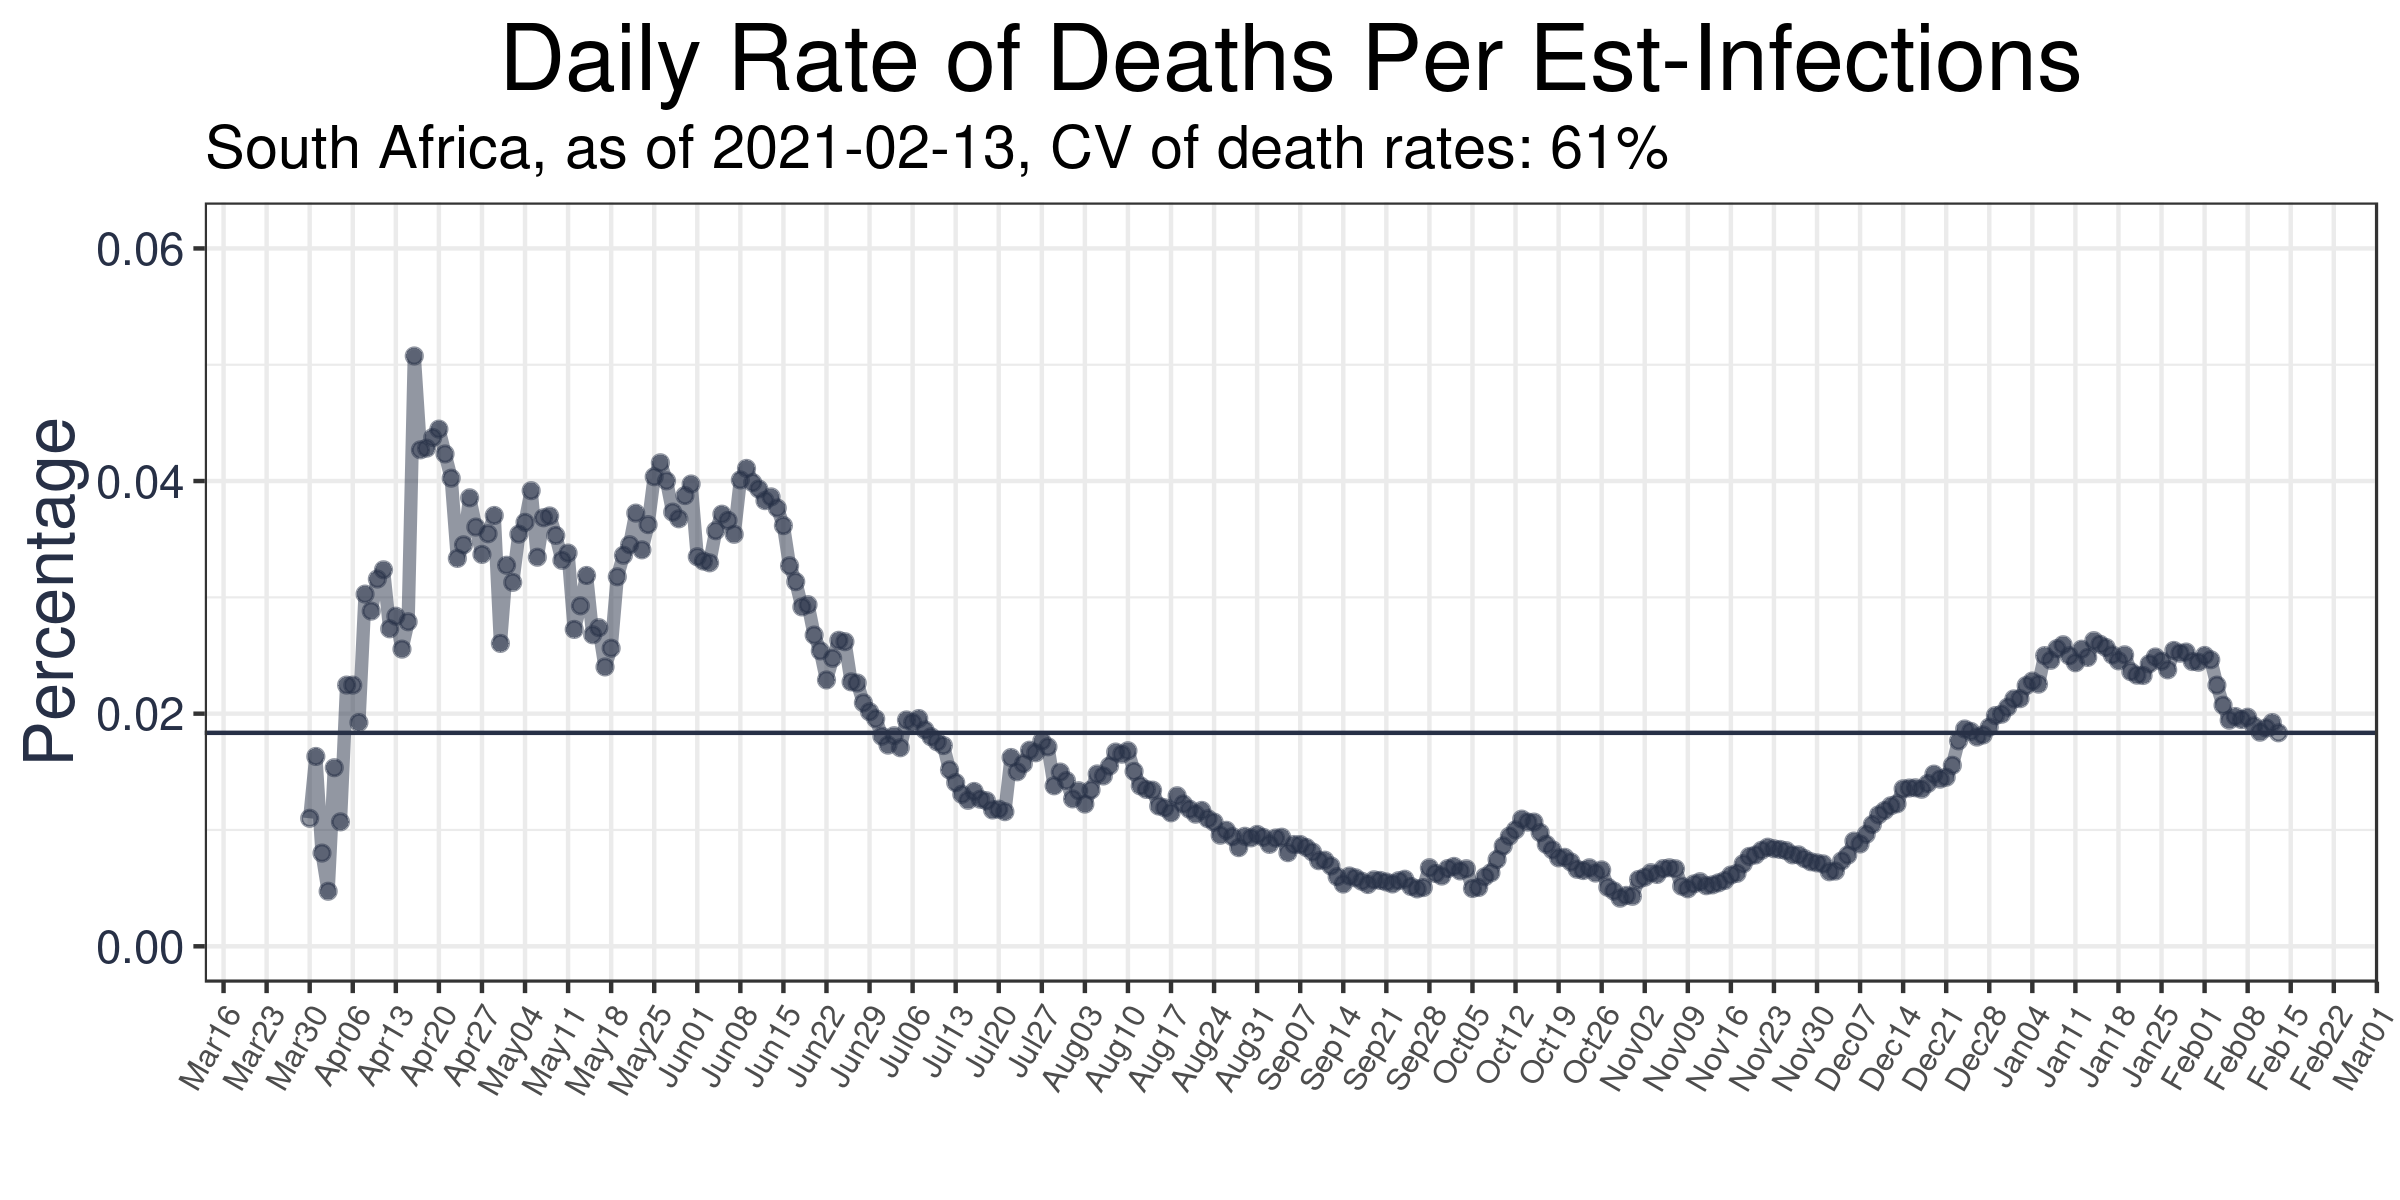 Daily Rate of Deaths Per Est-Infections
South Africa, as of 2021-02-13, CV of death rates: 61%
Percentage
0.06
0.04
0.02
0.00
Mar16 Mar23 Mar30 Apr06 Apr13 Apr20 Apr27 May04 May11 May18 May25 Jun01 Jun08 Jun15 Jun22 Jun29 Jul06 Jul13 Jul20 Jul27 Aug03 Aug10 Aug17 Aug24 Aug31 Sep07 Sep14 Sep21 Sep28 Oct05 Oct12 Oct19 Oct26 Nov02 Nov09 Nov16 Nov23 Nov30 Dec07 Dec14 Dec21 Dec28 Jan04 Jan11 Jan18 Jan25 Feb01 Feb08 Feb15 Feb22 Mar01